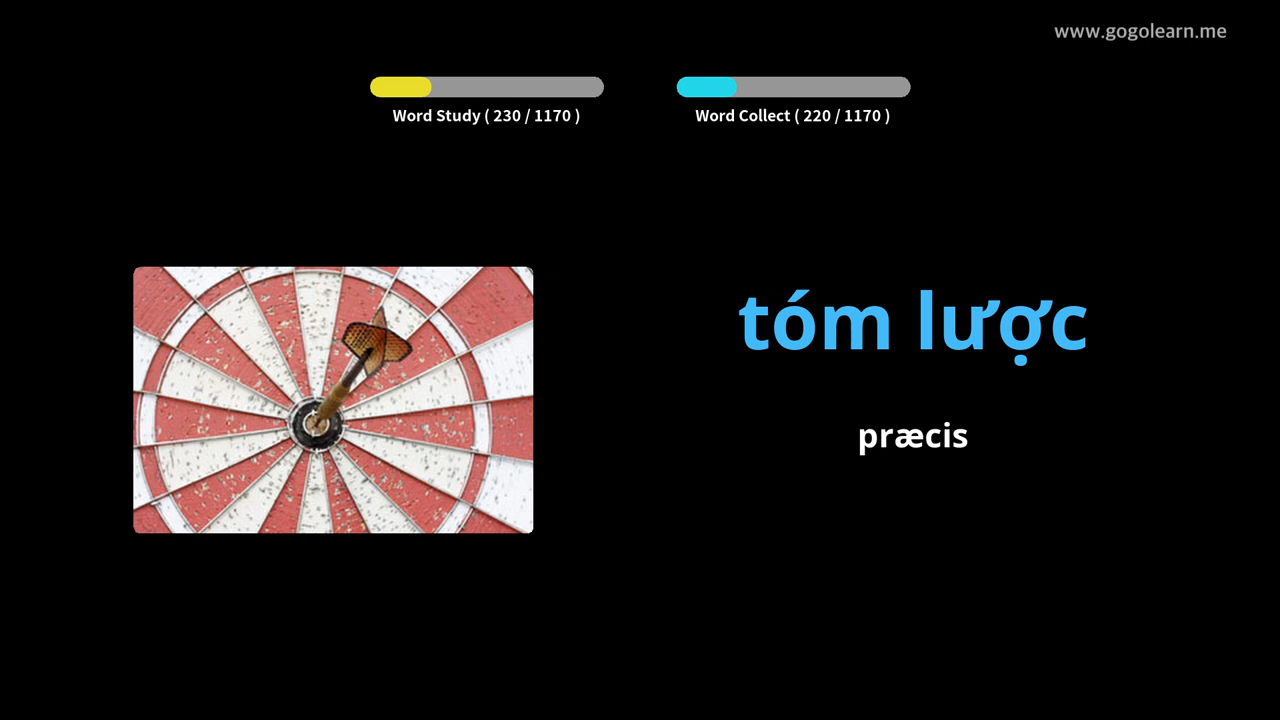 www.gogolearn.me
Word Study ( 230 / 1170 )
Word Collect ( 220 / 1170 )
tóm lược
præcis